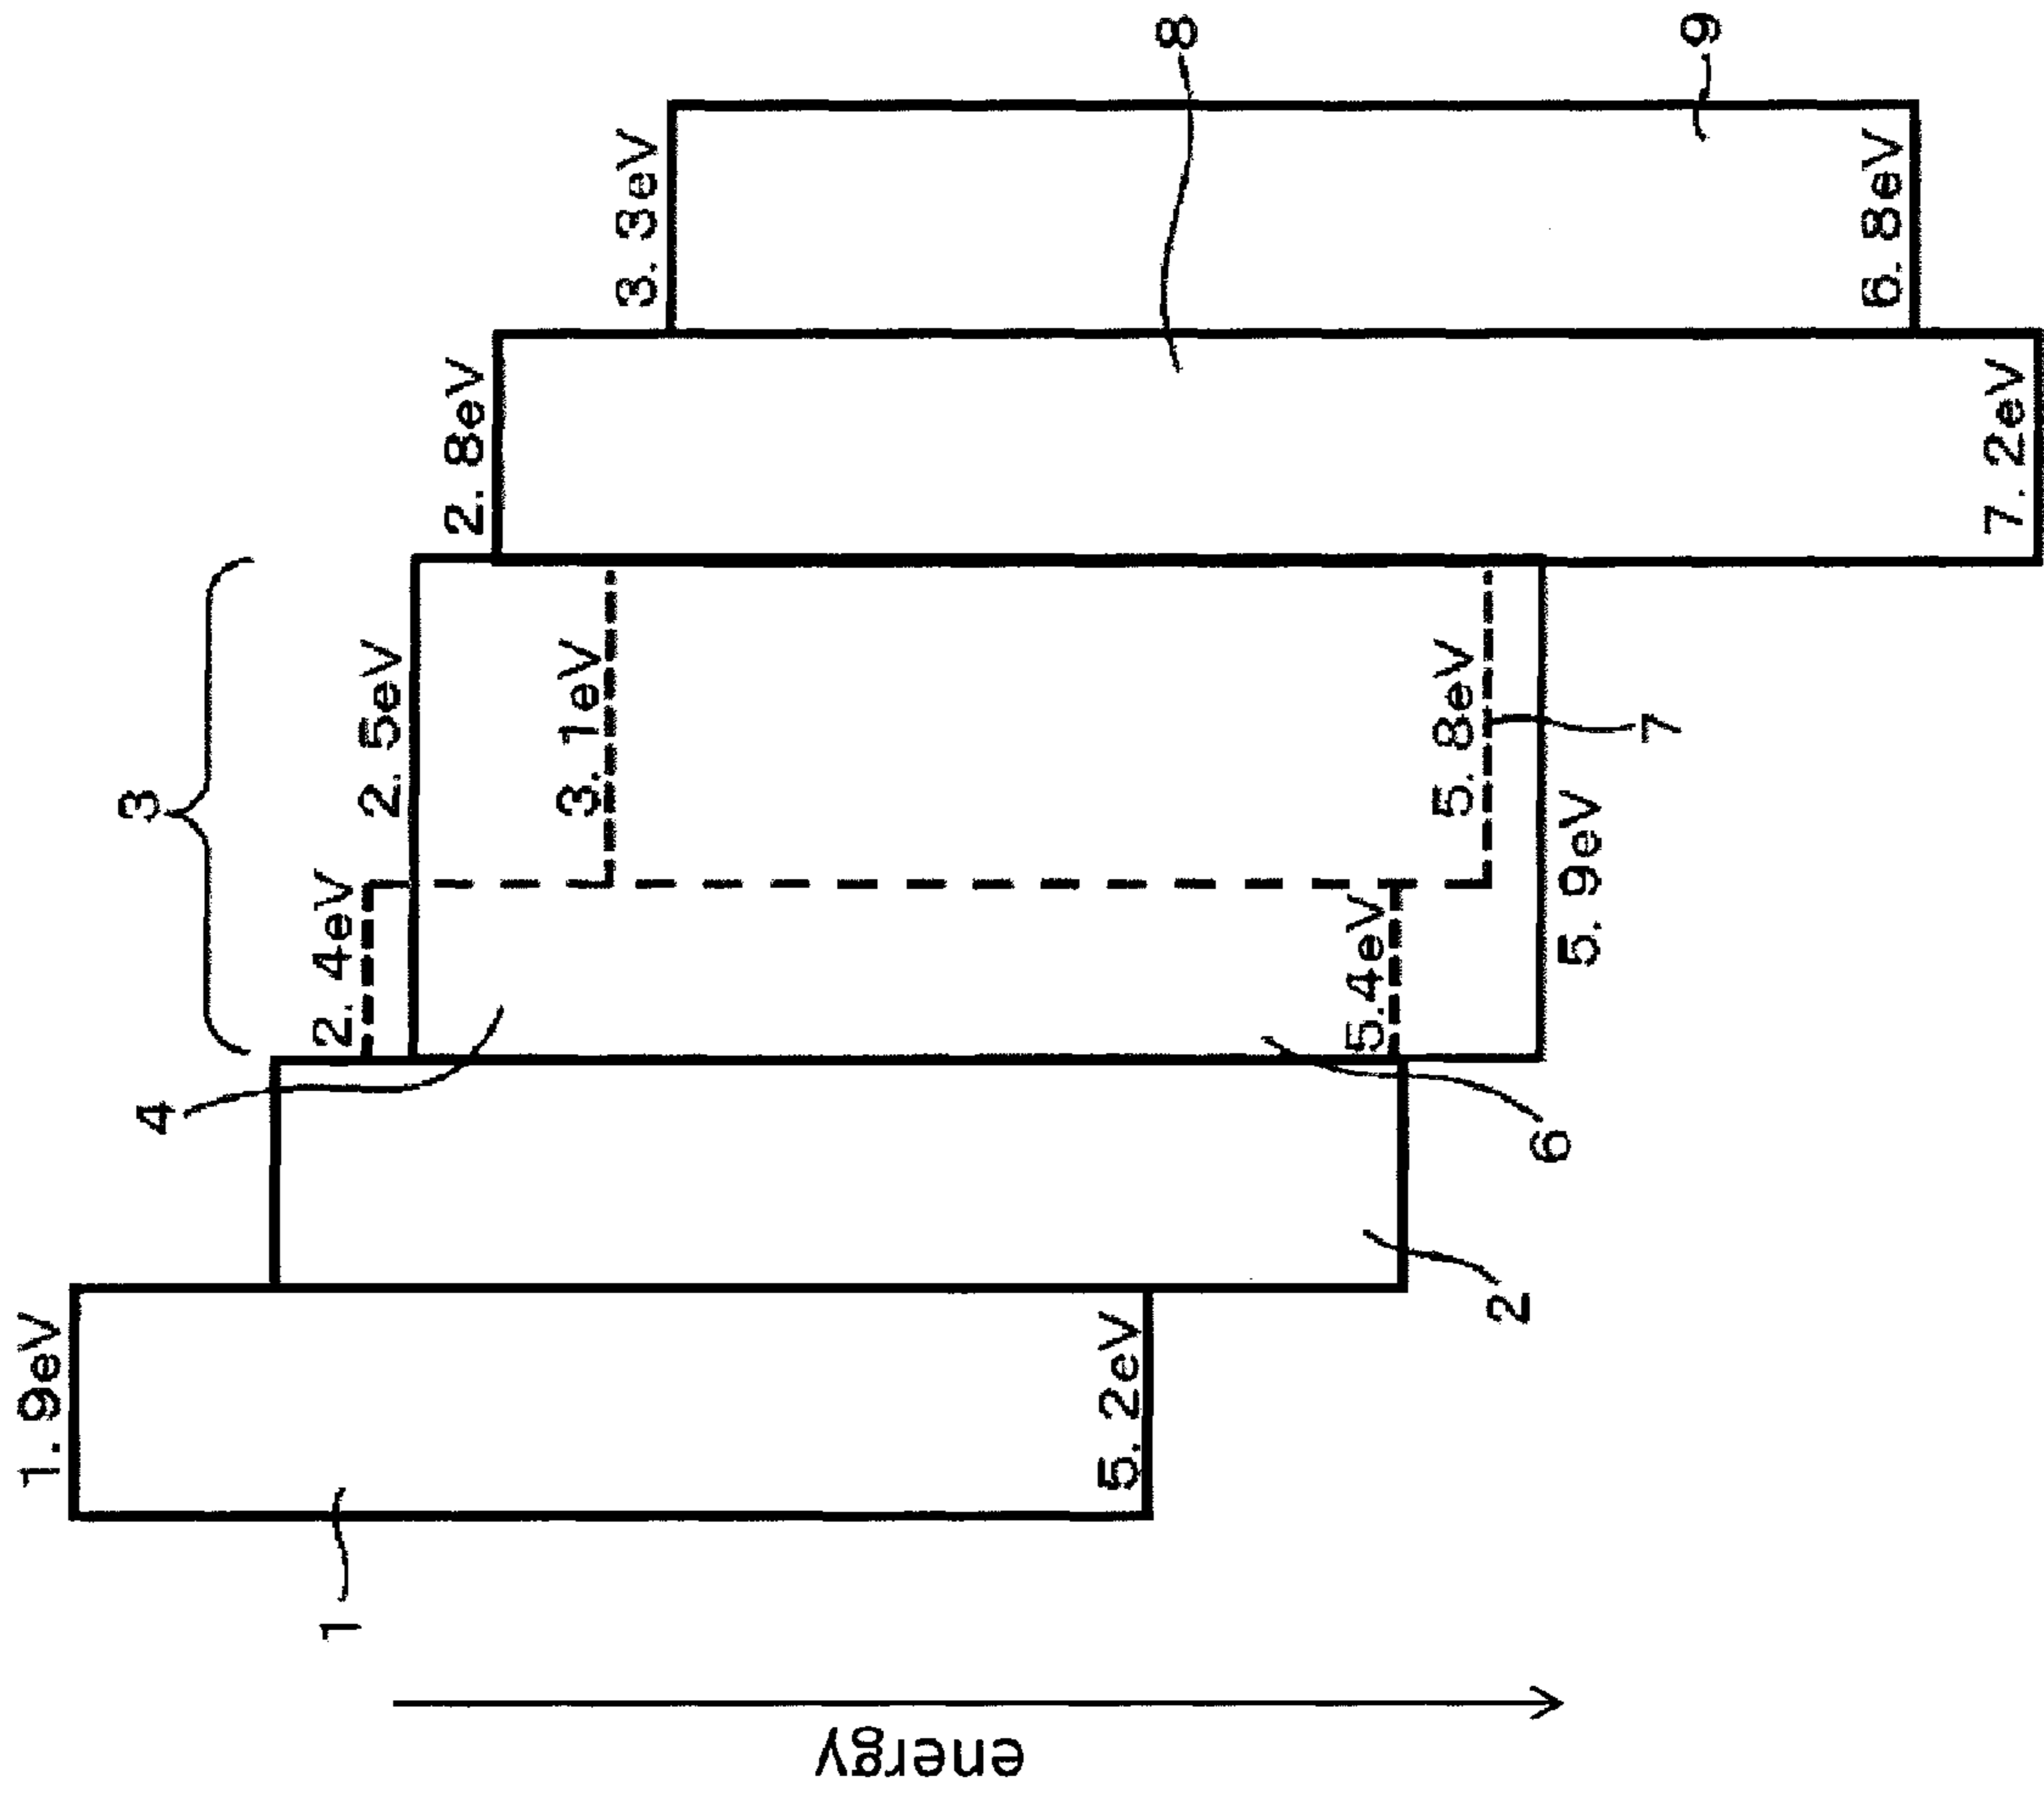 energy
1
1. 9eV
5. 2eV
2
3
4
2. 4eV
5. 4eV
6
2. 5eV
5. 9eV
3. 1eV
5. 8eV
7
2. 8eV
7. 2eV
8
3. 3eV
6. 8eV
9